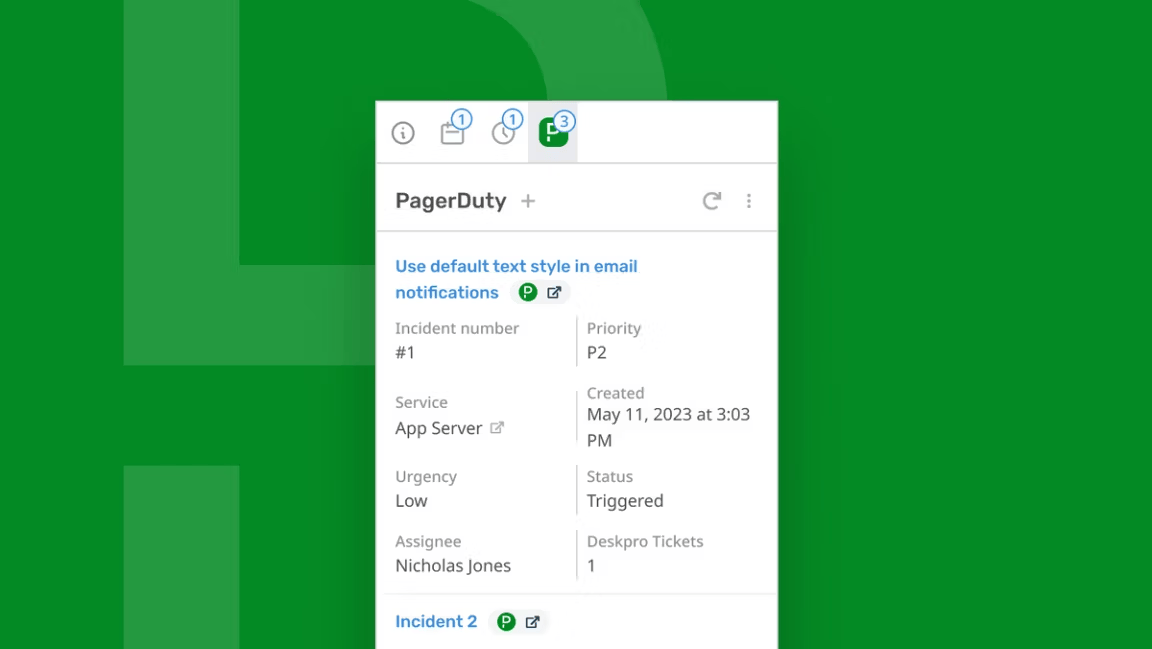 1
1
3
PagerDuty +
Use default text style in email
notifications
Incident number
#1
Priority
P2
Service
App Server
Created
May 11, 2023 at 3:03
PM
Urgency
Low
Status
Triggered
Assignee
Nicholas Jones
Deskpro Tickets
1
Incident 2